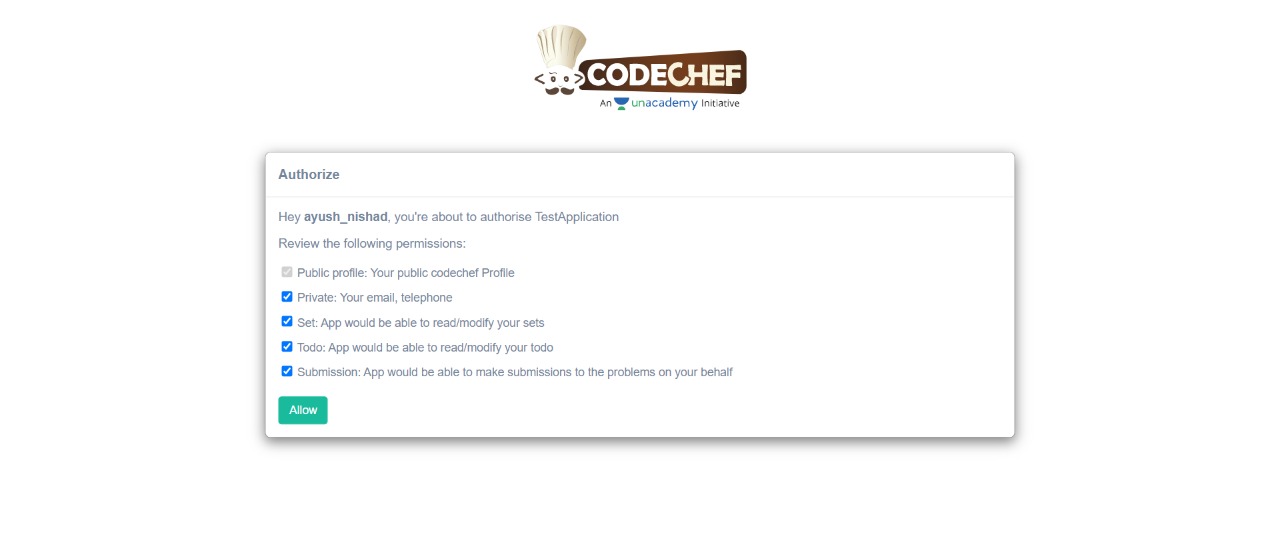 CODECHEF
An unacademy Initiative
Authorize
Hey ayush_nishad, you're about to authorise TestApplication
Review the following permissions:
Public profile: Your public codechef Profile
Private: Your email, telephone
Set: App would be able to read/modify your sets
Todo: App would be able to read/modify your todo
Submission: App would be able to make submissions to the problems on your behalf
Allow